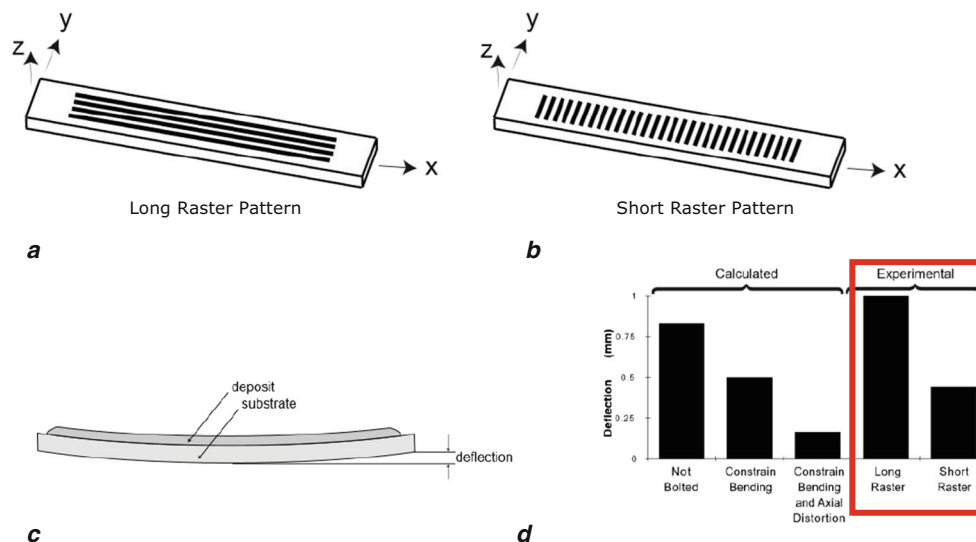 y
z
x
Long Raster Pattern
a
y
z
x
Short Raster Pattern
b
deposit
substrate
deflection
c
Calculated
Experimental
Deflection (mm)
1
0.75
0.5
0.25
0
Not
Bolted
Constrain
Bending
Constrain
Bending
and Axial
Distortion
Long
Raster
Short
Raster
d